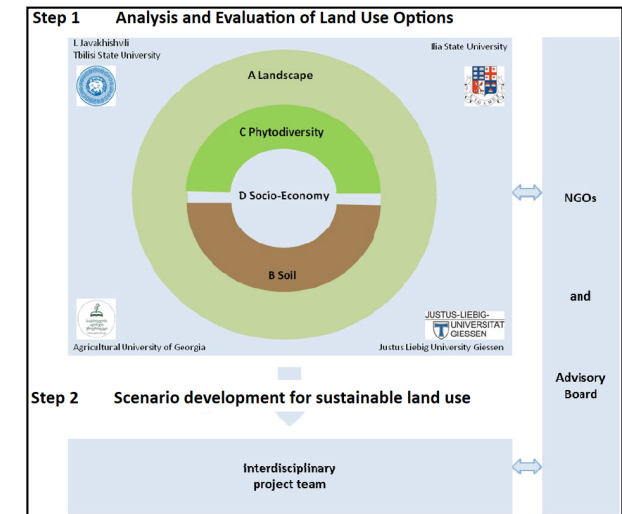 Step 1 Analysis and Evaluation of Land Use Options
I. Javakhishvili
Tbilisi State University
Ilia State University
A Landscape
C Phytodiversity
D Socio-Economy
B Soil
NGOs
and
Advisory
Board
JUSTUS-LIEBIG-
UNIVERSITAT
GIESSEN
Agricultural University of Georgia
Justus Liebig University Giessen
Step 2 Scenario development for sustainable land use
Interdisciplinary
project team